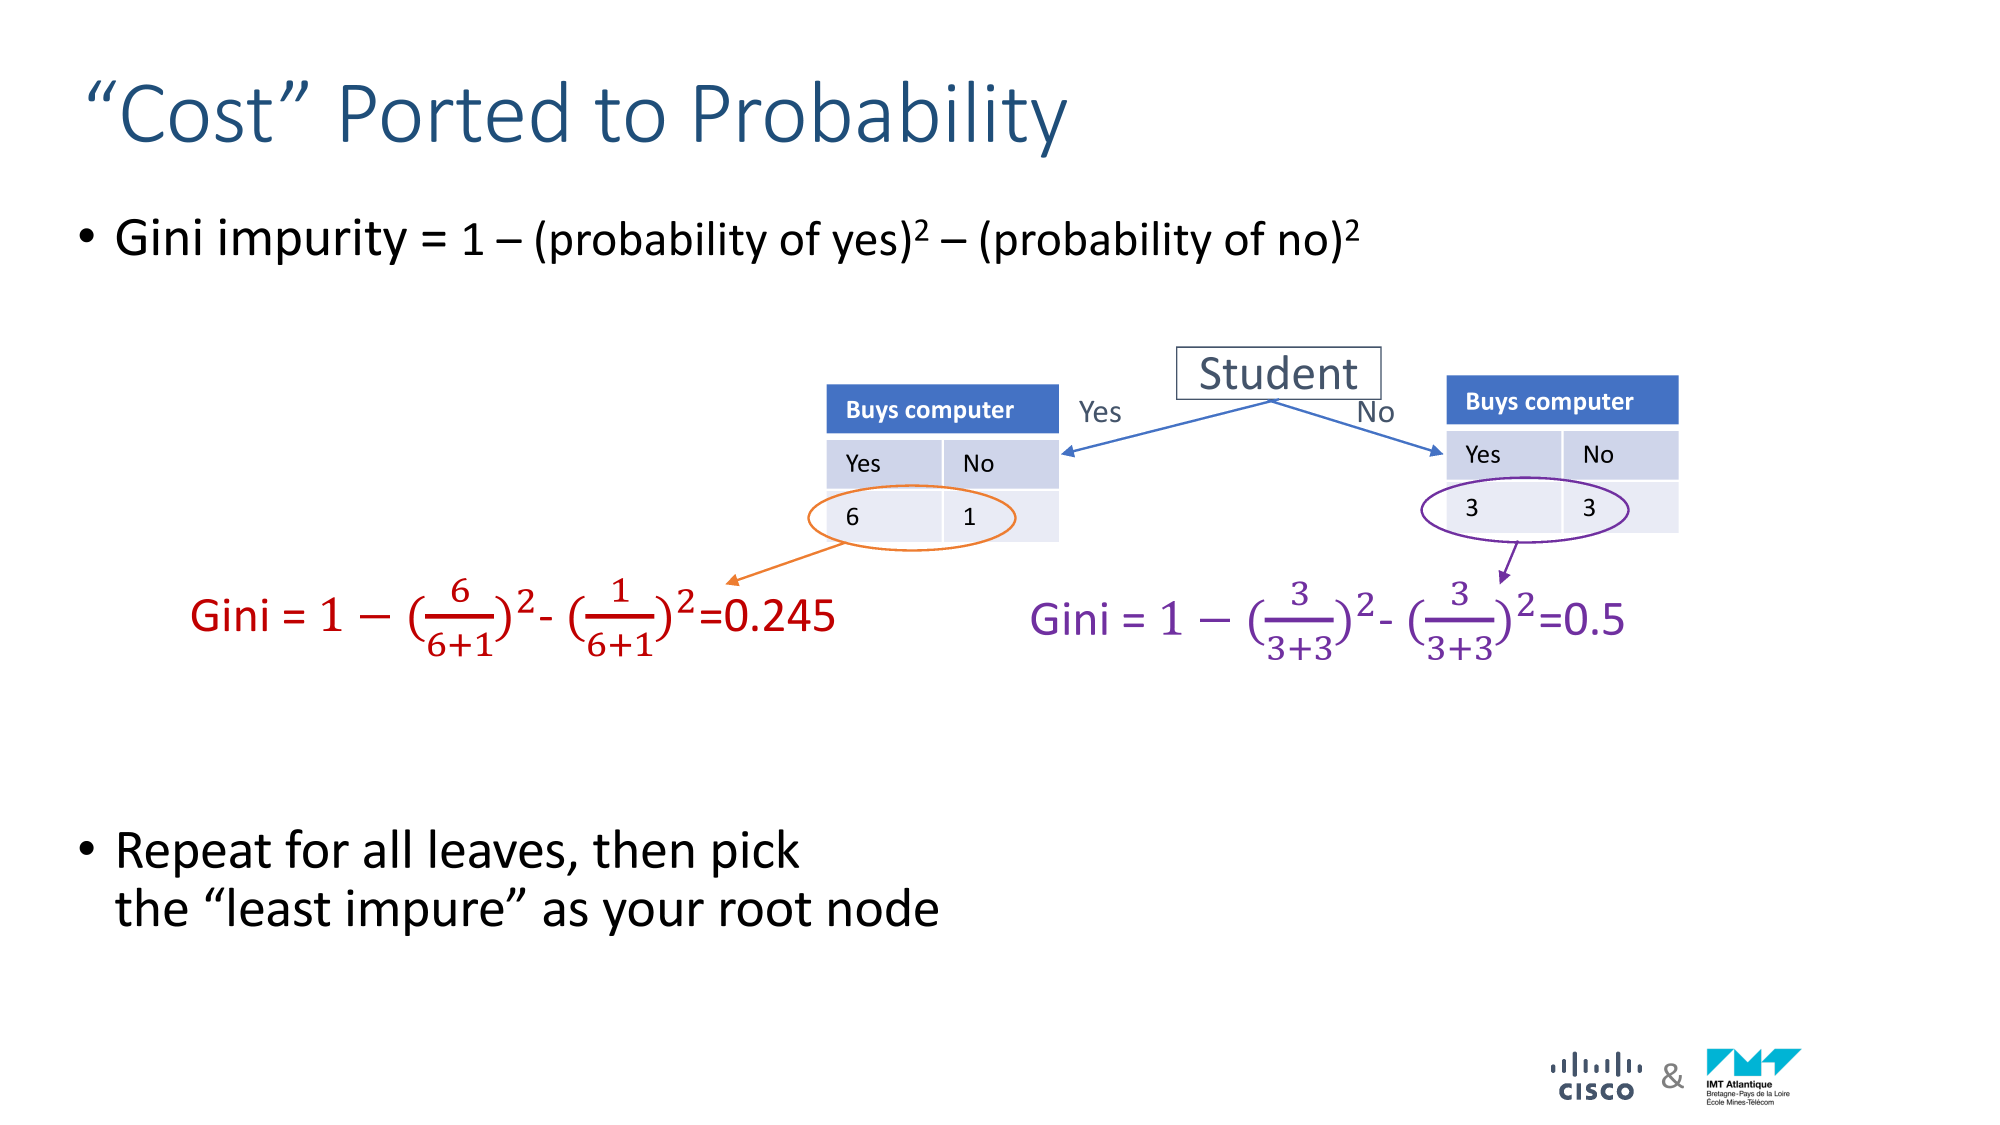 “Cost” Ported to Probability
• Gini impurity = 1 – (probability of yes)² – (probability of no)²
Student
Yes
No
Buys computer
Yes No
6 1
Buys computer
Yes No
3 3
Gini = 1 − (6/6+1)²- (1/6+1)²=0.245
Gini = 1 − (3/3+3)²- (3/3+3)²=0.5
• Repeat for all leaves, then pick
the “least impure” as your root node
CISCO
&
IMT Atlantique
Bretagne-Pays de la Loire
École Mines-Télécom